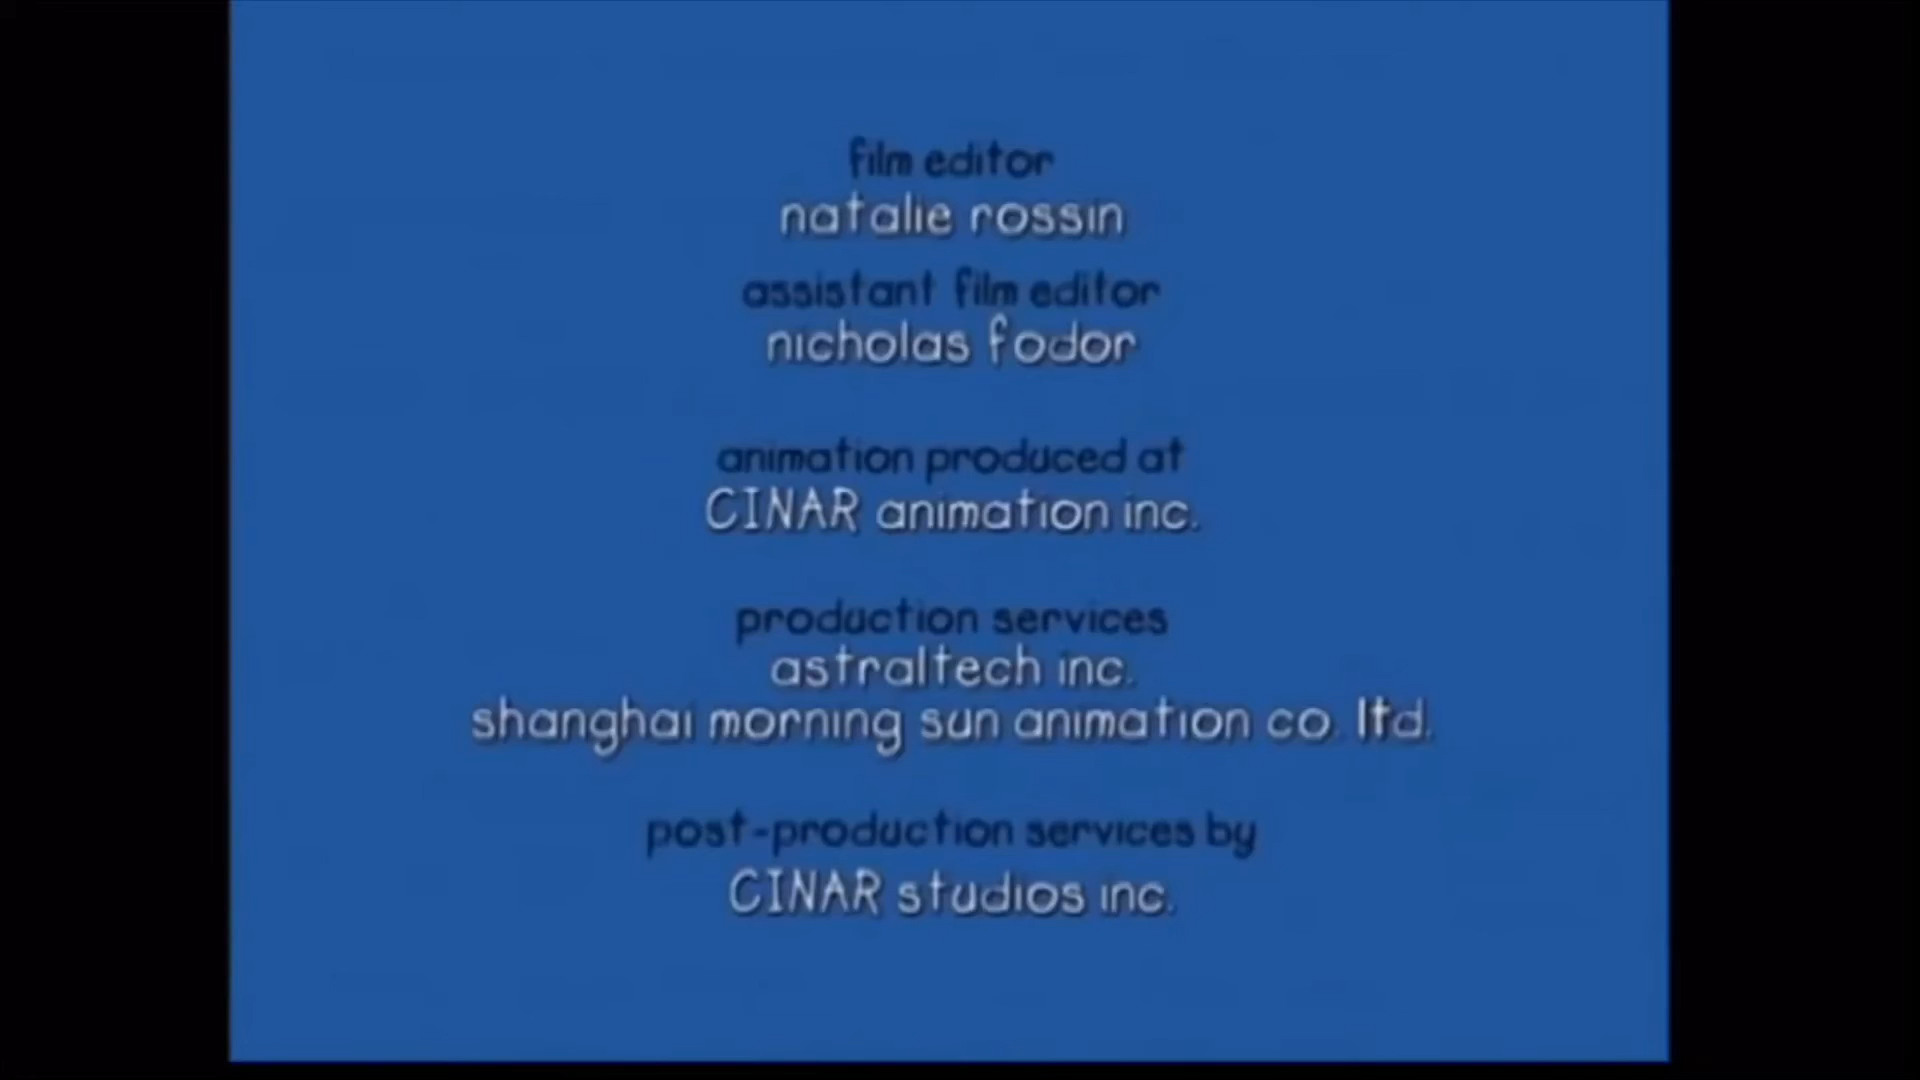 film editor
natalie rossin
assistant film editor
nicholas fodor
animation produced at
CINAR animation inc.
production services
astraltech inc.
shanghai morning sun animation co. ltd.
post-production services by
CINAR studios inc.